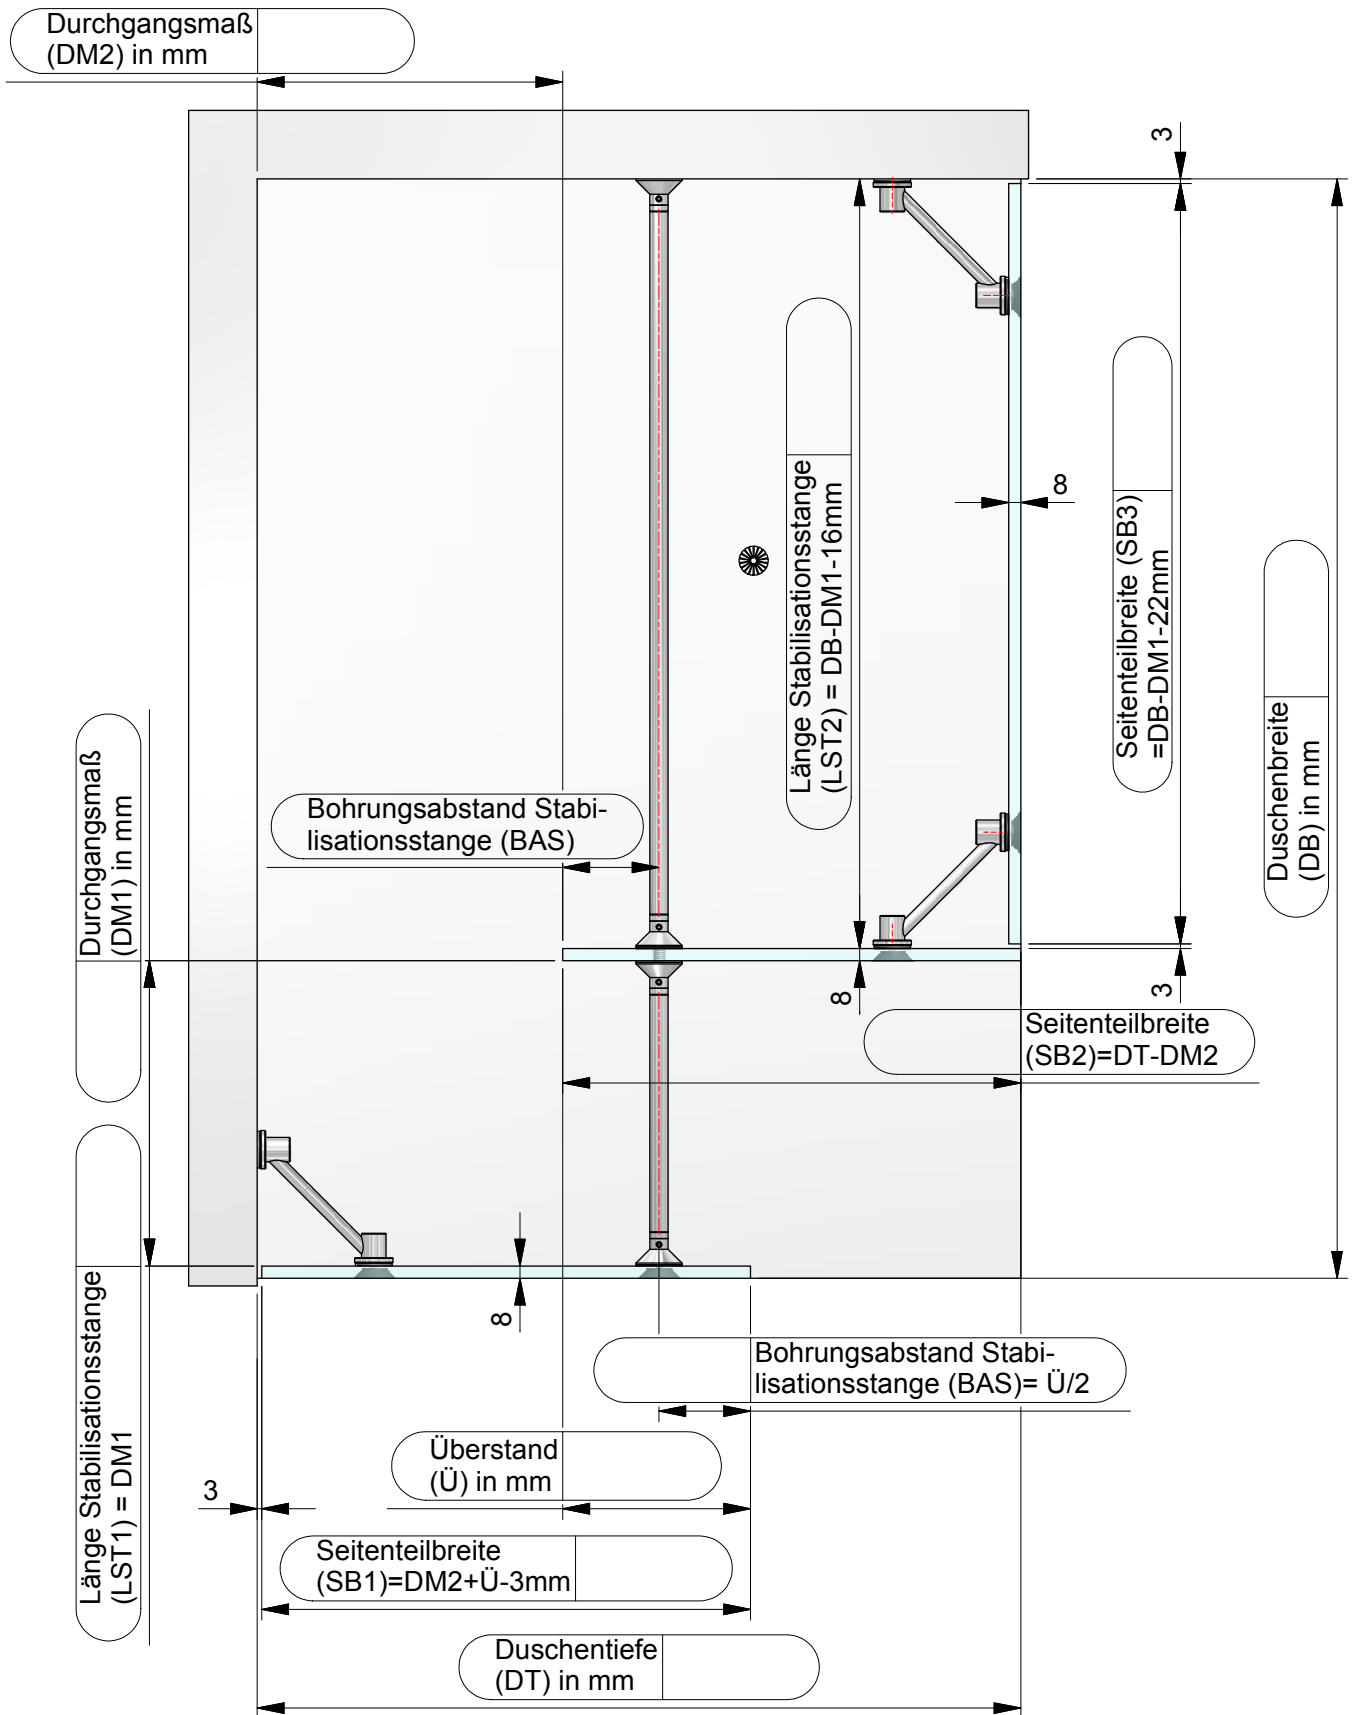 Durchgangsmaß
(DM2) in mm
3
Länge Stabilisationsstange
(LST2) = DB-DM1-16mm
8
Seitenteilbreite (SB3)
=DB-DM1-22mm
Duschenbreite
(DB) in mm
Durchgangsmaß
(DM1) in mm
Bohrungsabstand Stabi-
lisationsstange (BAS)
8
3
Seitenteilbreite
(SB2)=DT-DM2
Länge Stabilisationsstange
(LST1) = DM1
8
Bohrungsabstand Stabi-
lisationsstange (BAS)= Ü/2
Überstand
(Ü) in mm
3
Seitenteilbreite
(SB1)=DM2+Ü-3mm
Duschentiefe
(DT) in mm